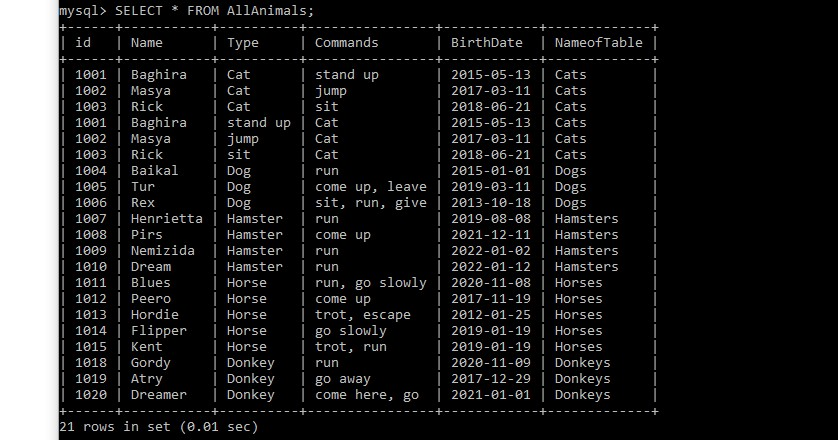 mysql> SELECT * FROM AllAnimals;
+------+-----------+----------+----------------+------------+-------------+
| id | Name | Type | Commands | BirthDate | NameofTable |
+------+-----------+----------+----------------+------------+-------------+
| 1001 | Baghira | Cat | stand up | 2015-05-13 | Cats |
| 1002 | Masya | Cat | jump | 2017-03-11 | Cats |
| 1003 | Rick | Cat | sit | 2018-06-21 | Cats |
| 1001 | Baghira | stand up | Cat | 2015-05-13 | Cats |
| 1002 | Masya | jump | Cat | 2017-03-11 | Cats |
| 1003 | Rick | sit | Cat | 2018-06-21 | Cats |
| 1004 | Baikal | Dog | run | 2015-01-01 | Dogs |
| 1005 | Tur | Dog | come up, leave | 2019-03-11 | Dogs |
| 1006 | Rex | Dog | sit, run, give | 2013-10-18 | Dogs |
| 1007 | Henrietta | Hamster | run | 2019-08-08 | Hamsters |
| 1008 | Pirs | Hamster | come up | 2021-12-11 | Hamsters |
| 1009 | Nemizida | Hamster | run | 2022-01-02 | Hamsters |
| 1010 | Dream | Hamster | run | 2022-01-12 | Hamsters |
| 1011 | Blues | Horse | run, go slowly | 2020-11-08 | Horses |
| 1012 | Peero | Horse | come up | 2017-11-19 | Horses |
| 1013 | Hordie | Horse | trot, escape | 2012-01-25 | Horses |
| 1014 | Flipper | Horse | go slowly | 2019-01-19 | Horses |
| 1015 | Kent | Horse | trot, run | 2019-01-19 | Horses |
| 1018 | Gordy | Donkey | run | 2020-11-09 | Donkeys |
| 1019 | Atry | Donkey | go away | 2017-12-29 | Donkeys |
| 1020 | Dreamer | Donkey | come here, go | 2021-01-01 | Donkeys |
+------+-----------+----------+----------------+------------+-------------+
21 rows in set (0.01 sec)